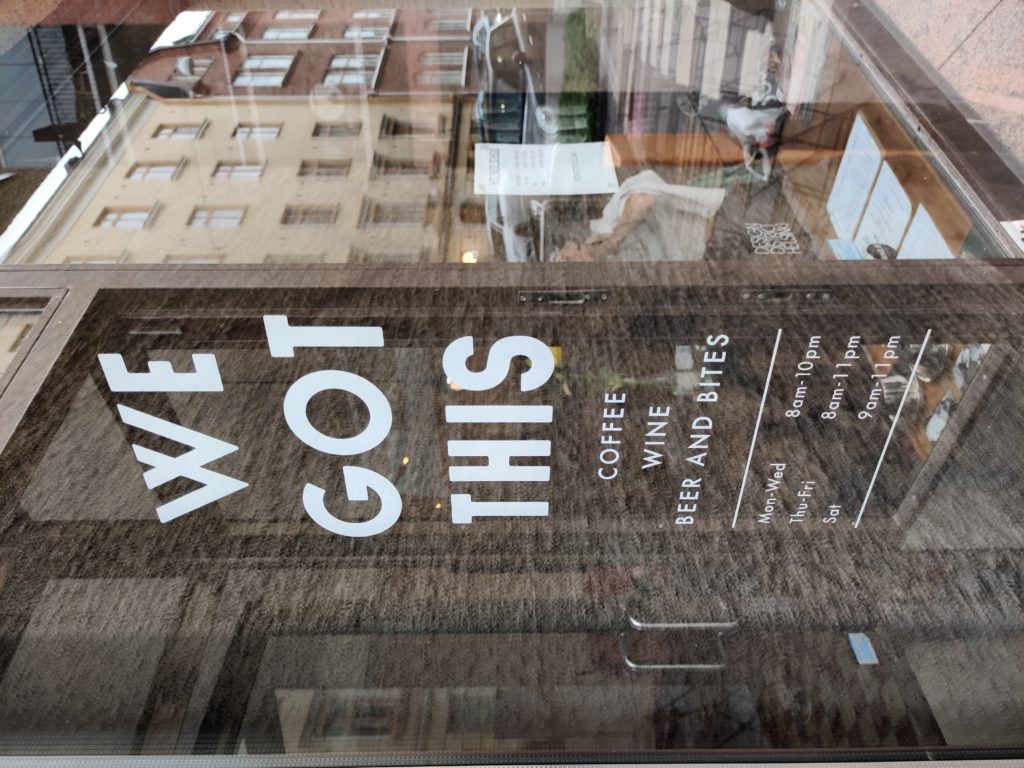 WE
GOT
THIS
COFFEE
WINE
BEER AND BITES
Mon-Wed 8am-10pm
Thu-Fri 8am-11pm
Sat 9am-11pm